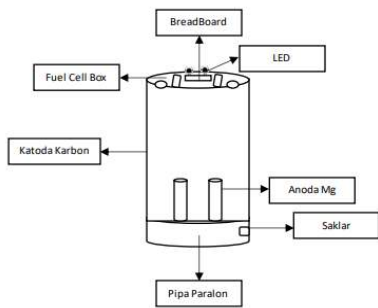 BreadBoard
LED
Fuel Cell Box
Katoda Karbon
Anoda Mg
Saklar
Pipa Paralon